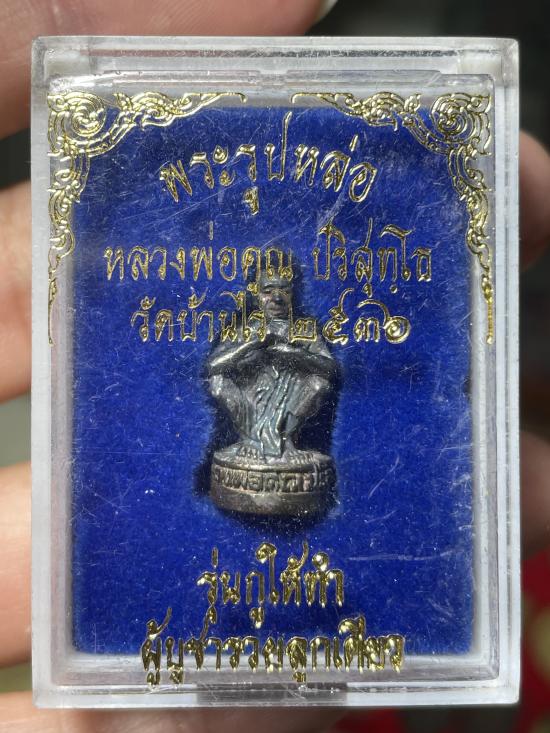 พระรูปหล่อ
หลวงพ่อคูณ ปริสุทฺโธ
วัดบ้านไร่ ๒๕๓๖
รุ่นกูให้ทำ
ผู้บูชารวยลูกเดียว